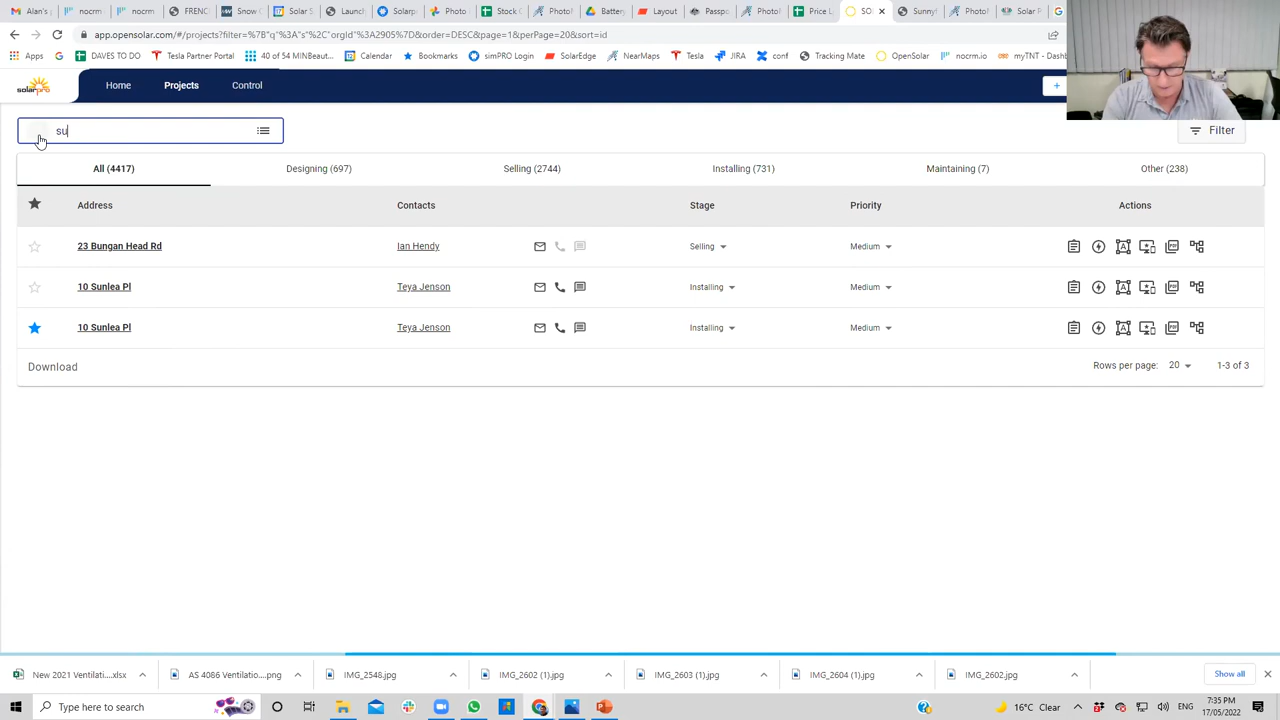 Alan's
nocrm
nocrm
FRENC
Snow C
Solar S
Launch
Solarp
Photo
Stock C
Photol
Batter
Layout
Passpo
Photol
Price L
SO
Sunny
Photol
Solar P
app.opensolar.com/#/projects?filter=%7B"q"%3A"s"%2C"orgId"%3A2905%7D&order=DESC&page=1&perPage=20&sort=id
Apps
DAVES TO DO
Tesla Partner Portal
40 of 54 MINBeaut...
Calendar
Bookmarks
simPRO Login
SolarEdge
NearMaps
Tesla
JIRA
conf
Tracking Mate
OpenSolar
nocrm.io
myTNT - Dashb
solarpro
Home
Projects
Control
su
Filter
All (4417)
Designing (697)
Selling (2744)
Installing (731)
Maintaining (7)
Other (238)
Address
Contacts
Stage
Priority
Actions
23 Bungan Head Rd
Ian Hendy
Selling
Medium
10 Sunlea Pl
Teya Jenson
Installing
Medium
10 Sunlea Pl
Teya Jenson
Installing
Medium
Download
Rows per page: 20
1-3 of 3
New 2021 Ventilati....xlsx
AS 4086 Ventilatio....png
IMG_2548.jpg
IMG_2602 (1).jpg
IMG_2603 (1).jpg
IMG_2604 (1).jpg
IMG_2602.jpg
Show all
Type here to search
16°C Clear
ENG
7:35 PM
17/05/2022